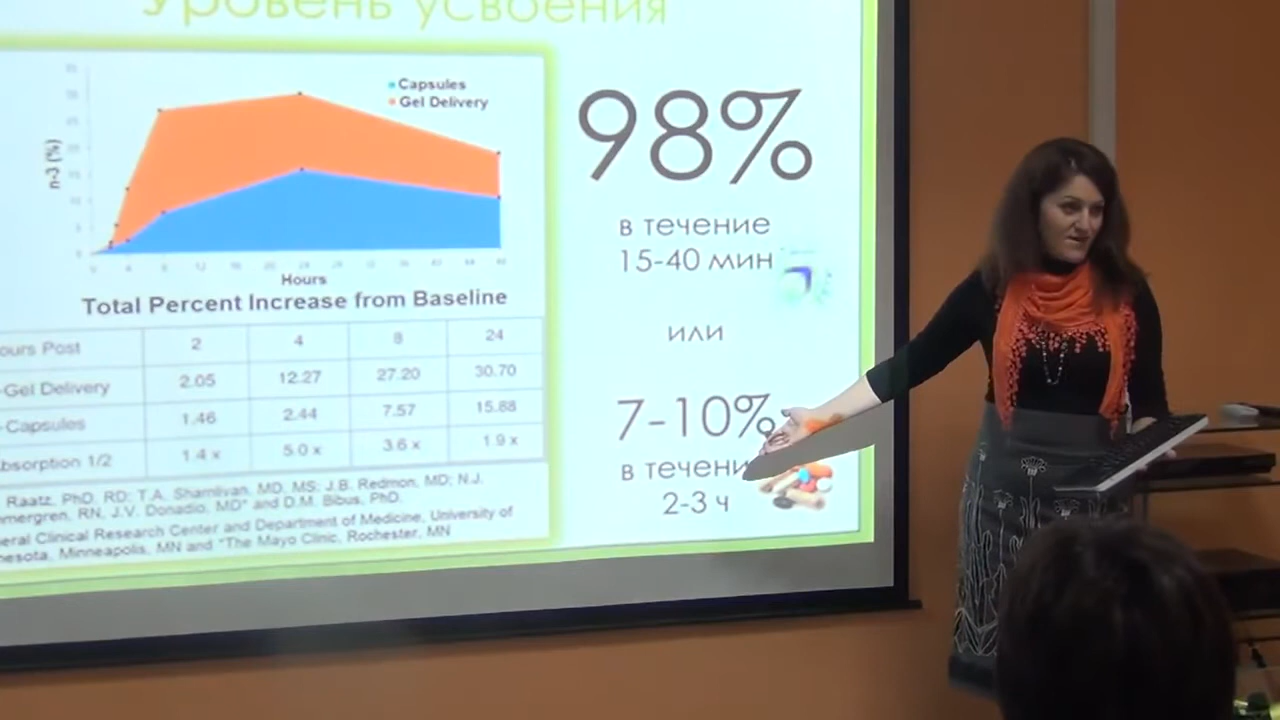 Уровень усвоения
Capsules
Gel Delivery
n-3 (%)
Hours
Total Percent Increase from Baseline
ours Post 2 4 8 24
-Gel Delivery 2.05 12.27 27.20 30.70
-Capsules 1.46 2.44 7.57 15.88
bsorption 1/2 1.4 x 5.0 x 3.6 x 1.9 x
Raatz, PhD, RD; T.A. Shamlivan, MD, MS; J.B. Redmon, MD; N.J.
mergren, RN, J.V. Donadio, MD* and D.M. Bibus, PhD.
eral Clinical Research Center and Department of Medicine, University of
nesota, Minneapolis, MN and *The Mayo Clinic, Rochester, MN
98%
в течение
15-40 мин
или
7-10%
в течени
2-3 ч